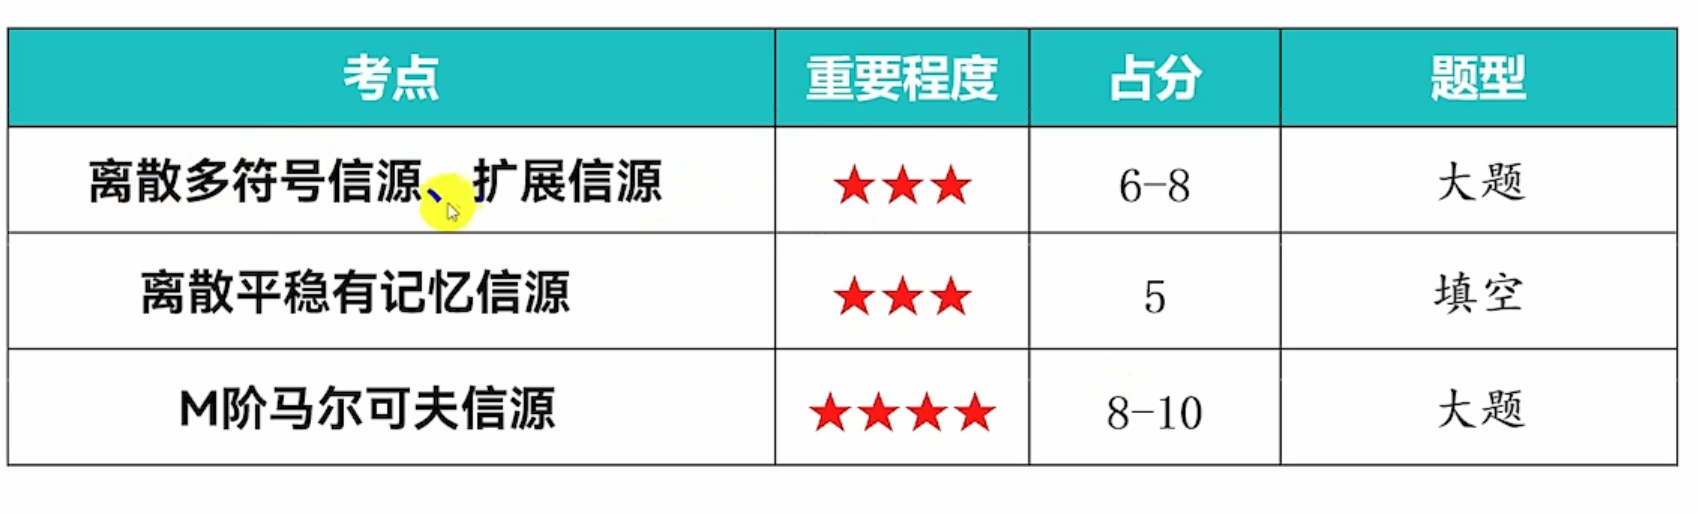 考点 重要程度 占分 题型
离散多符号信源、扩展信源 ★★★ 6-8 大题
离散平稳有记忆信源 ★★★ 5 填空
M阶马尔可夫信源 ★★★★ 8-10 大题